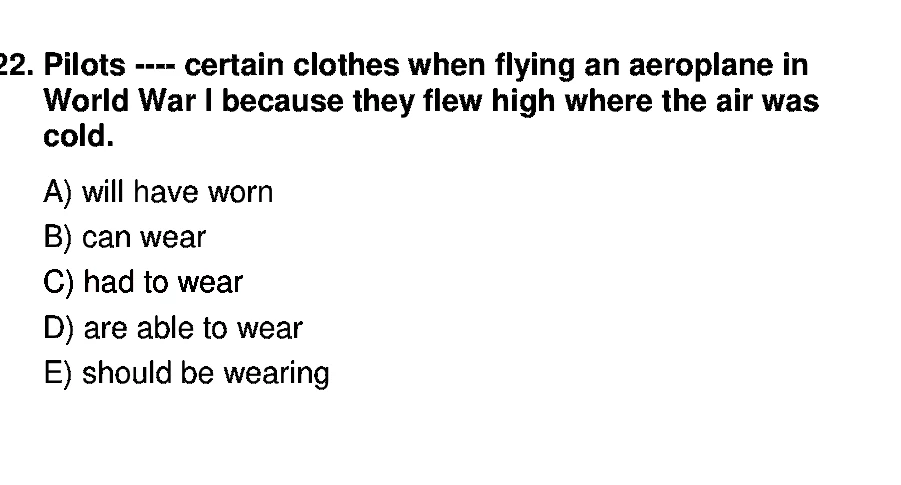 22. Pilots ---- certain clothes when flying an aeroplane in
World War I because they flew high where the air was
cold.
A) will have worn
B) can wear
C) had to wear
D) are able to wear
E) should be wearing